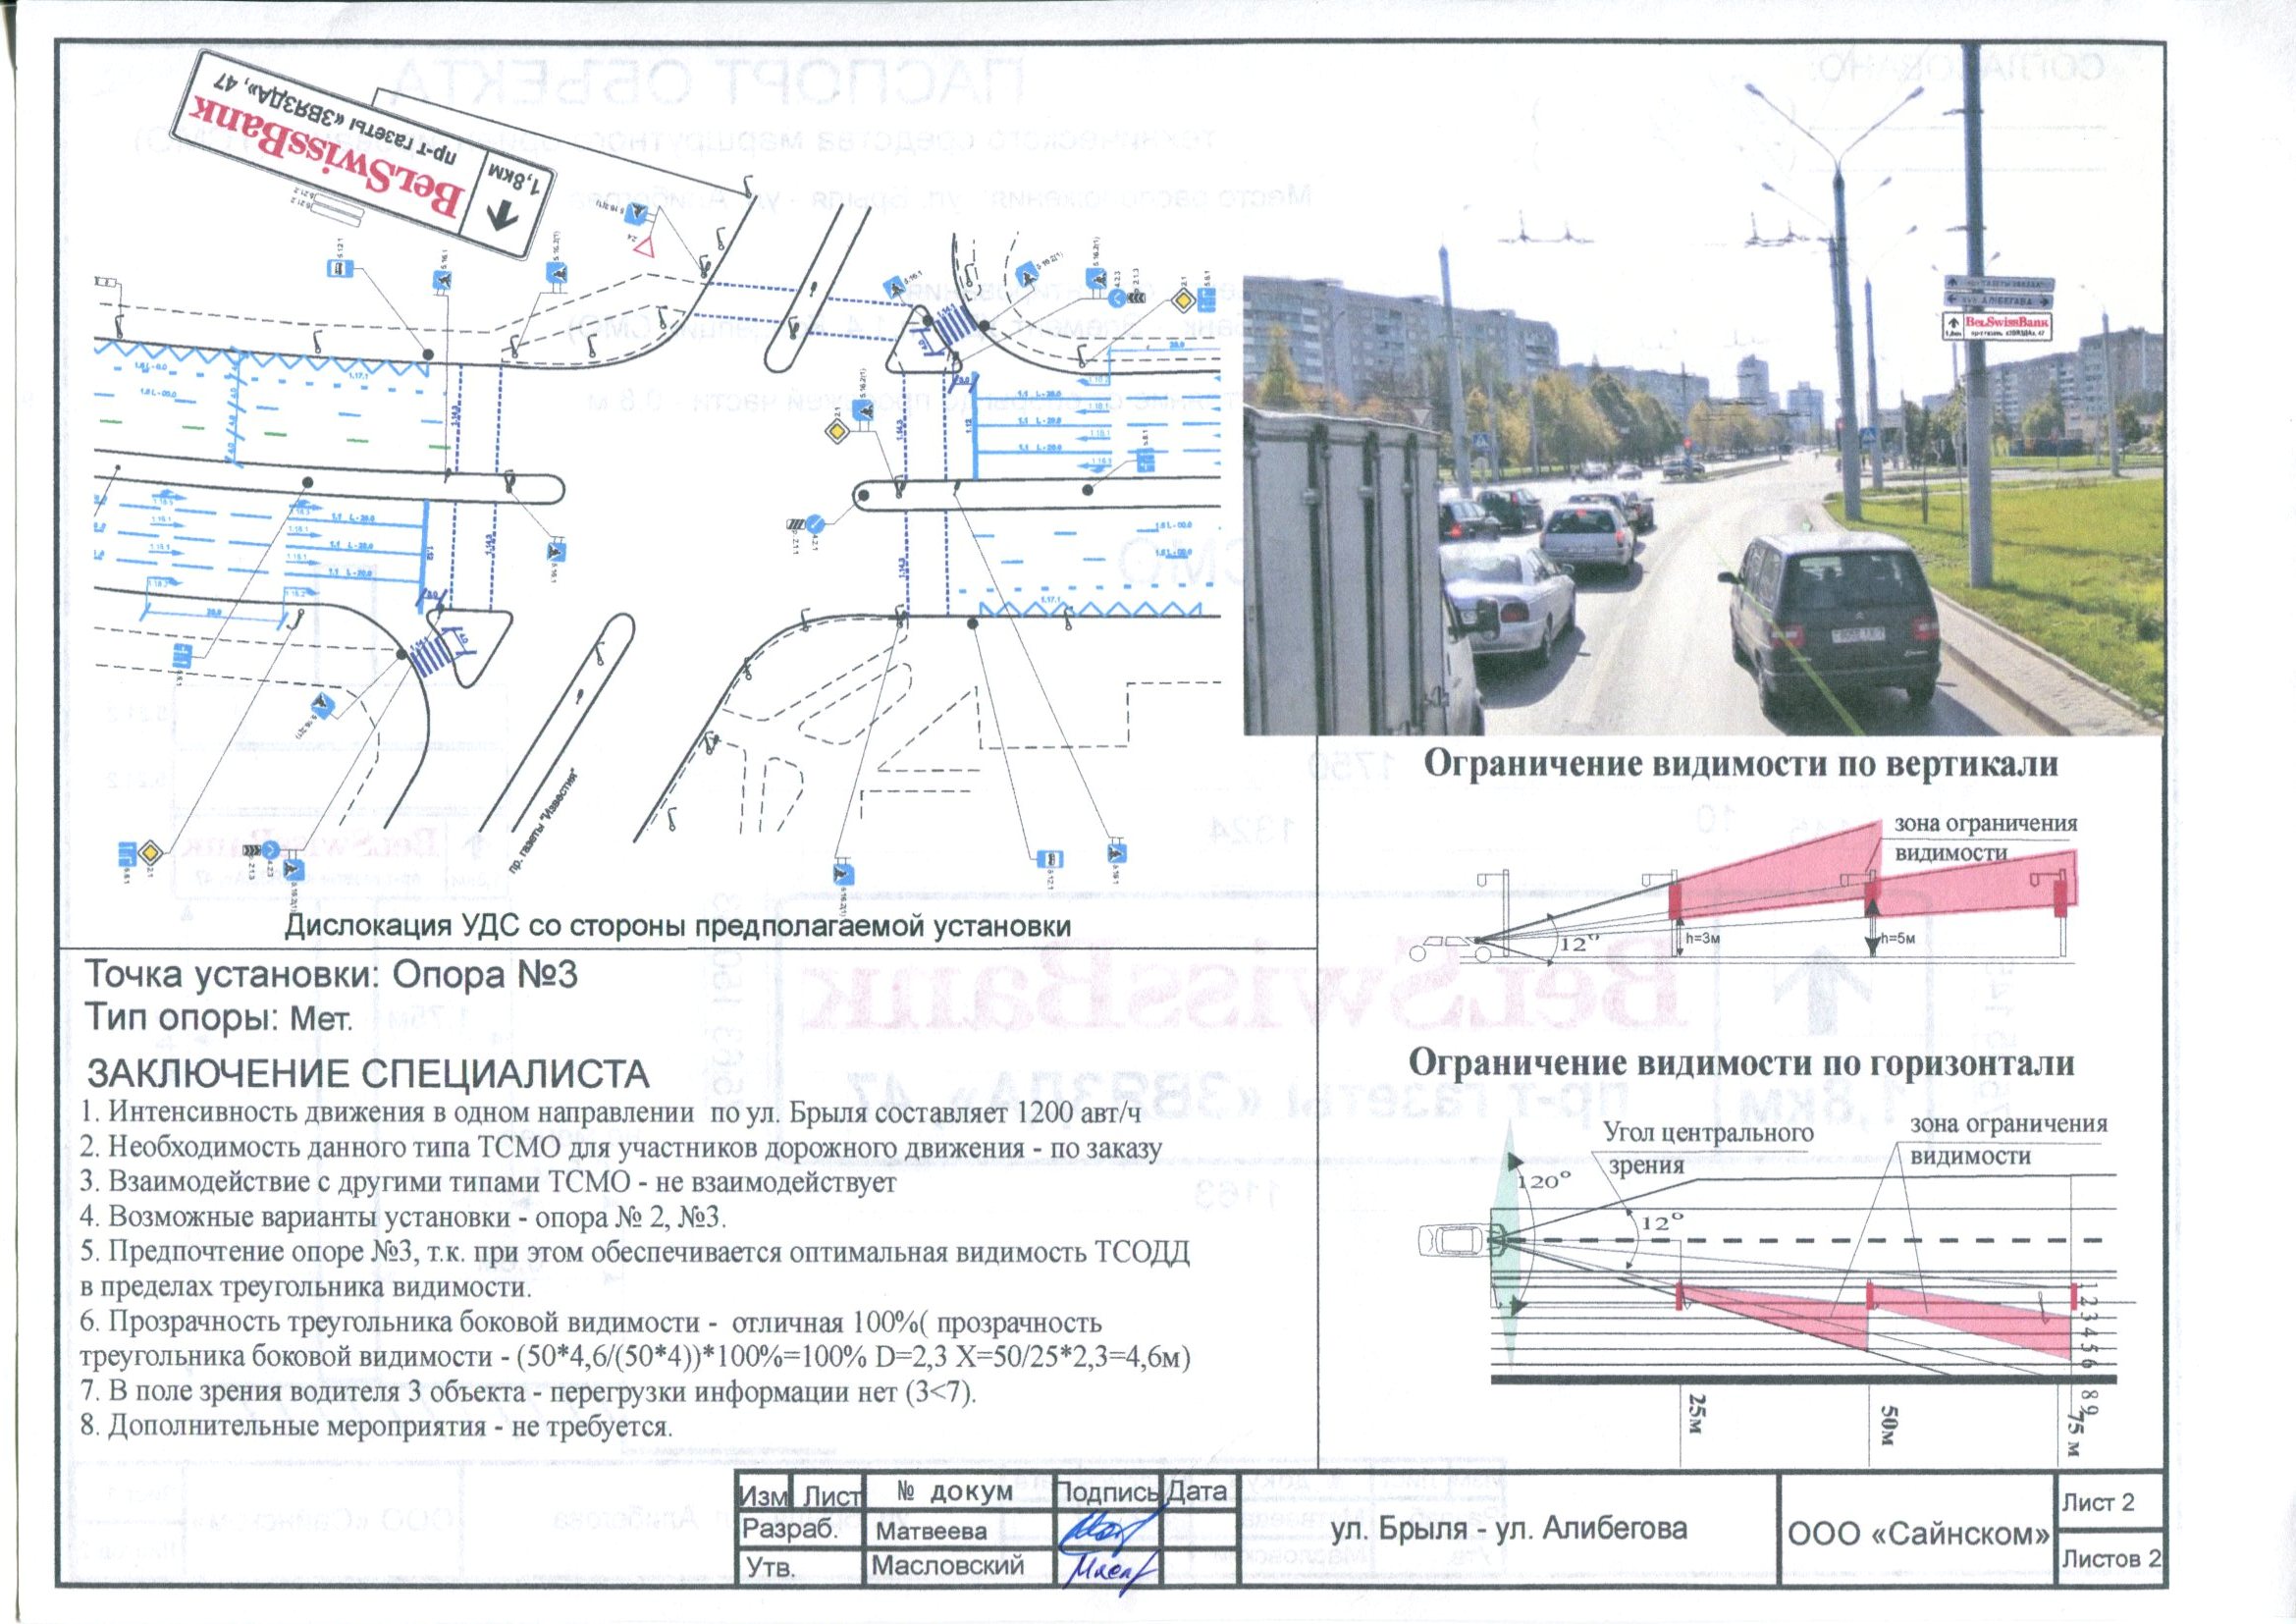 BelSwissBank
пр-т газеты «ЗВЯЗДА», 47
1,8км
пр. газеты "Известия"
Дислокация УДС со стороны предполагаемой установки
Точка установки: Опора №3
Тип опоры: Мет.
ЗАКЛЮЧЕНИЕ СПЕЦИАЛИСТА
1. Интенсивность движения в одном направлении по ул. Брыля составляет 1200 авт/ч
2. Необходимость данного типа ТСМО для участников дорожного движения - по заказу
3. Взаимодействие с другими типами ТСМО - не взаимодействует
4. Возможные варианты установки - опора № 2, №3.
5. Предпочтение опоре №3, т.к. при этом обеспечивается оптимальная видимость ТСОДД
в пределах треугольника видимости.
6. Прозрачность треугольника боковой видимости - отличная 100%( прозрачность
треугольника боковой видимости - (50*4,6/(50*4))*100%=100% D=2,3 X=50/25*2,3=4,6м)
7. В поле зрения водителя 3 объекта - перегрузки информации нет (3<7).
8. Дополнительные мероприятия - не требуется.
BelSwissBank
Ограничение видимости по вертикали
зона ограничения
видимости
12°
h=3м
h=5м
Ограничение видимости по горизонтали
Угол центрального
зрения
зона ограничения
видимости
120°
12°
1 2 3 4 5 6
8 9
25м
50м
75 м
Изм Лист № докум Подпись Дата
Разраб. Матвеева
Утв. Масловский
ул. Брыля - ул. Алибегова
ООО «Сайнском»
Лист 2
Листов 2